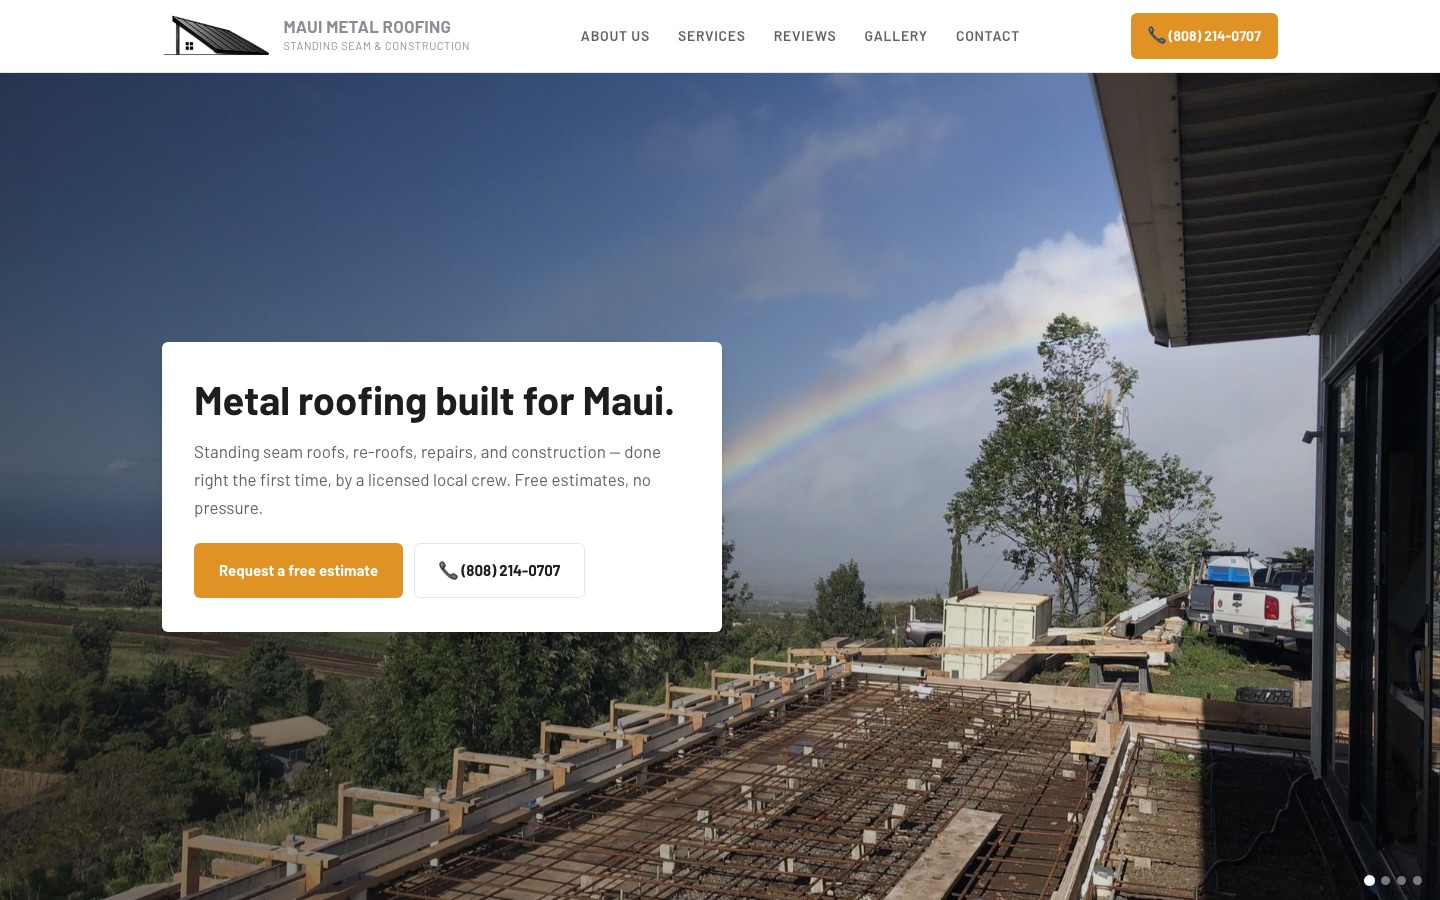 MAUI METAL ROOFING
STANDING SEAM & CONSTRUCTION
ABOUT US
SERVICES
REVIEWS
GALLERY
CONTACT
(808) 214-0707
Metal roofing built for Maui.
Standing seam roofs, re-roofs, repairs, and construction — done
right the first time, by a licensed local crew. Free estimates, no
pressure.
Request a free estimate
(808) 214-0707